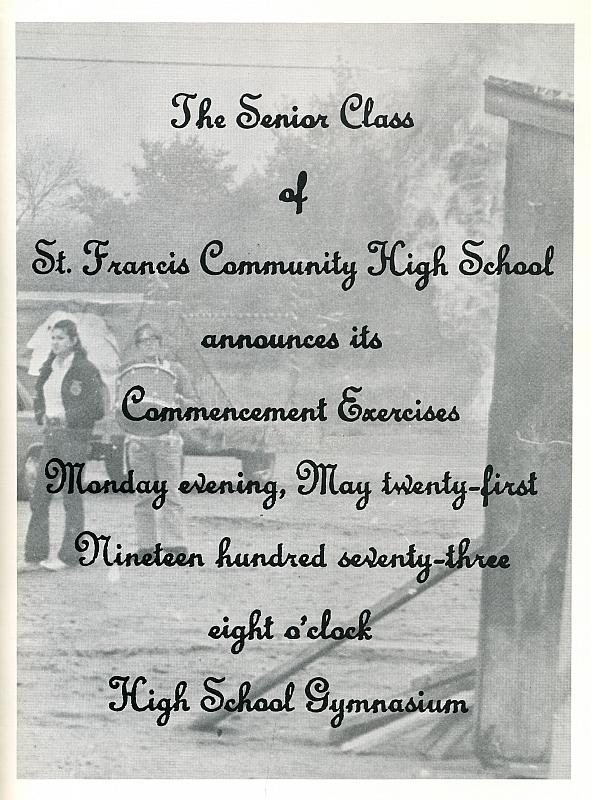 The Senior Class
of
St. Francis Community High School
announces its
Commencement Exercises
Monday evening, May twenty-first
Nineteen hundred seventy-three
eight o'clock
High School Gymnasium